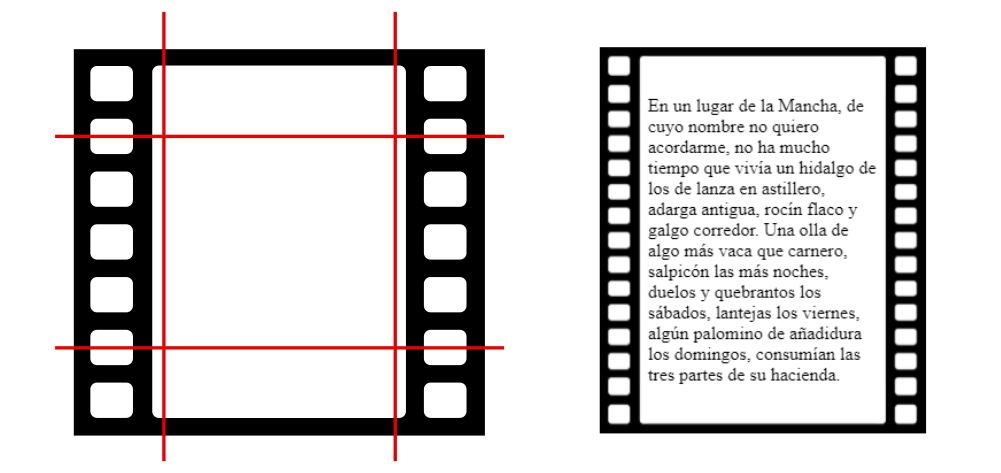 En un lugar de la Mancha, de
cuyo nombre no quiero
acordarme, no ha mucho
tiempo que vivía un hidalgo de
los de lanza en astillero,
adarga antigua, rocín flaco y
galgo corredor. Una olla de
algo más vaca que carnero,
salpicón las más noches,
duelos y quebrantos los
sábados, lantejas los viernes,
algún palomino de añadidura
los domingos, consumían las
tres partes de su hacienda.